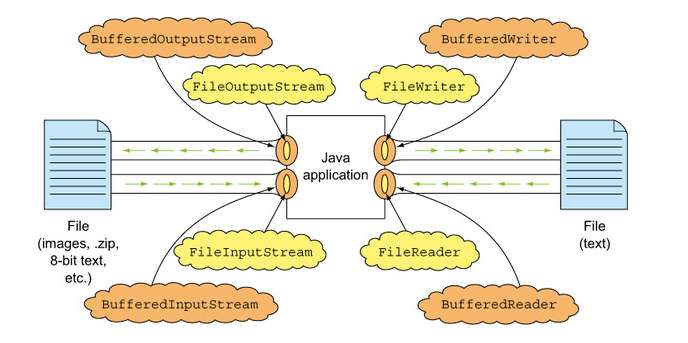 BufferedOutputStream
BufferedWriter
FileOutputStream
FileWriter
Java
application
File
(images, .zip,
8-bit text,
etc.)
File
(text)
FileInputStream
FileReader
BufferedInputStream
BufferedReader